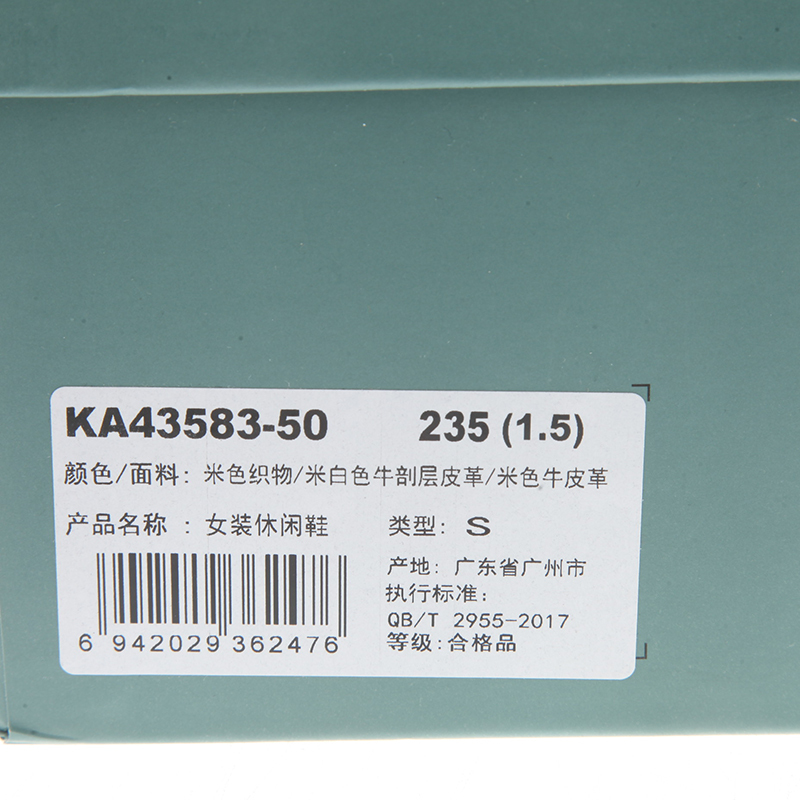 KA43583-50 235 (1.5)
颜色/面料: 米色织物/米白色牛剖层皮革/米色牛皮革
产品名称 : 女装休闲鞋 类型: S
产地: 广东省广州市
执行标准:
QB/T 2955-2017
等级:合格品
6 942029 362476